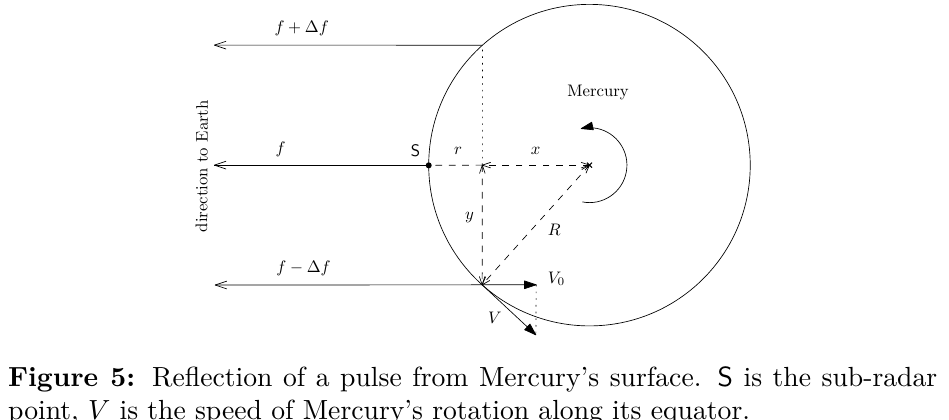 f + Δf
Mercury
direction to Earth
f
S
r
x
y
R
f − Δf
V₀
V
Figure 5: Reflection of a pulse from Mercury's surface. S is the sub-radar
point, V is the speed of Mercury's rotation along its equator.